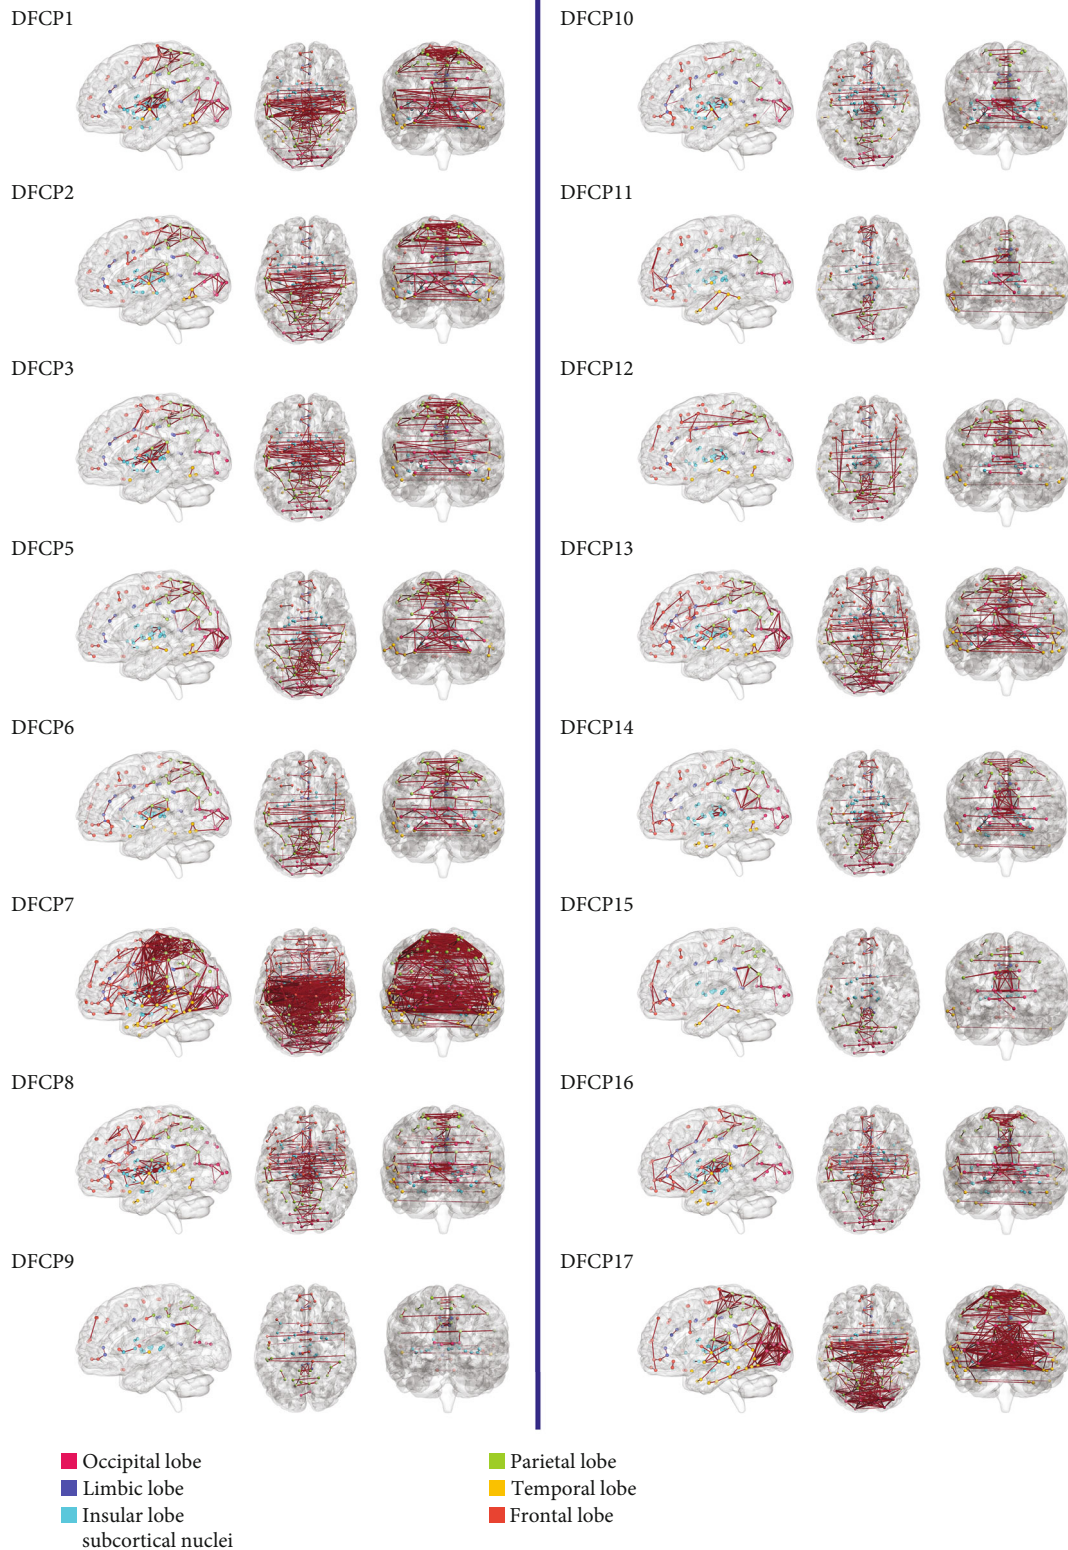 DFCP1
DFCP2
DFCP3
DFCP5
DFCP6
DFCP7
DFCP8
DFCP9
DFCP10
DFCP11
DFCP12
DFCP13
DFCP14
DFCP15
DFCP16
DFCP17
Occipital lobe
Limbic lobe
Insular lobe
subcortical nuclei
Parietal lobe
Temporal lobe
Frontal lobe